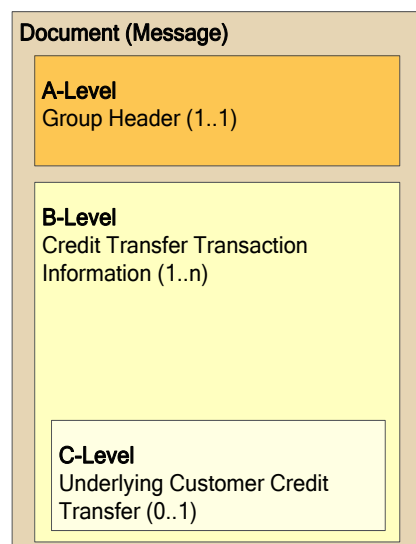 Document (Message)
A-Level
Group Header (1..1)
B-Level
Credit Transfer Transaction
Information (1..n)
C-Level
Underlying Customer Credit
Transfer (0..1)